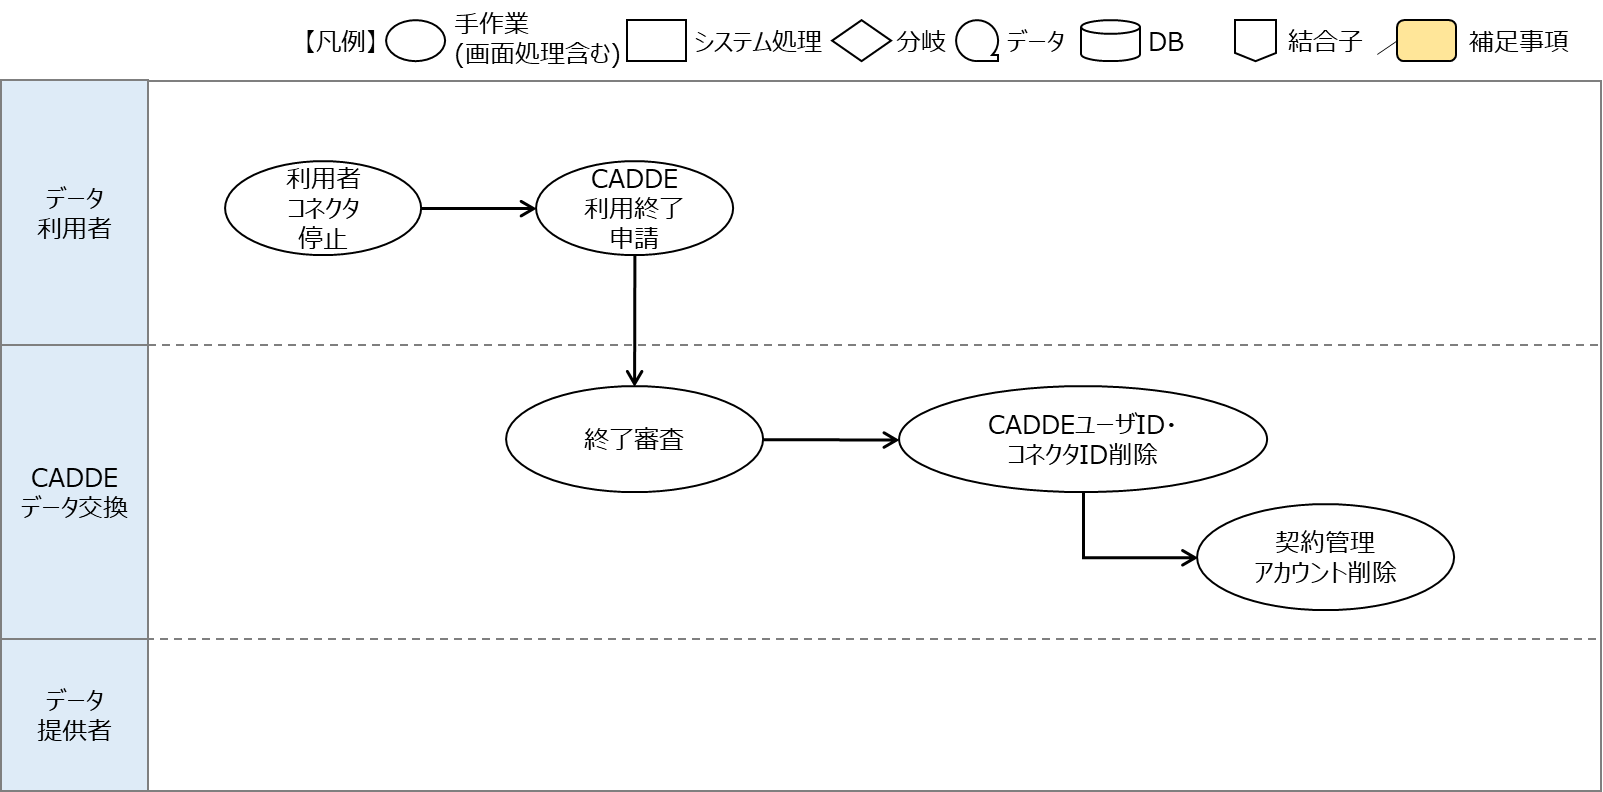 【凡例】
手作業
(画面処理含む)
システム処理
分岐
データ
DB
結合子
補足事項
データ
利用者
利用者
コネクタ
停止
CADDE
利用終了
申請
CADDE
データ交換
終了審査
CADDEユーザID・
コネクタID削除
契約管理
アカウント削除
データ
提供者